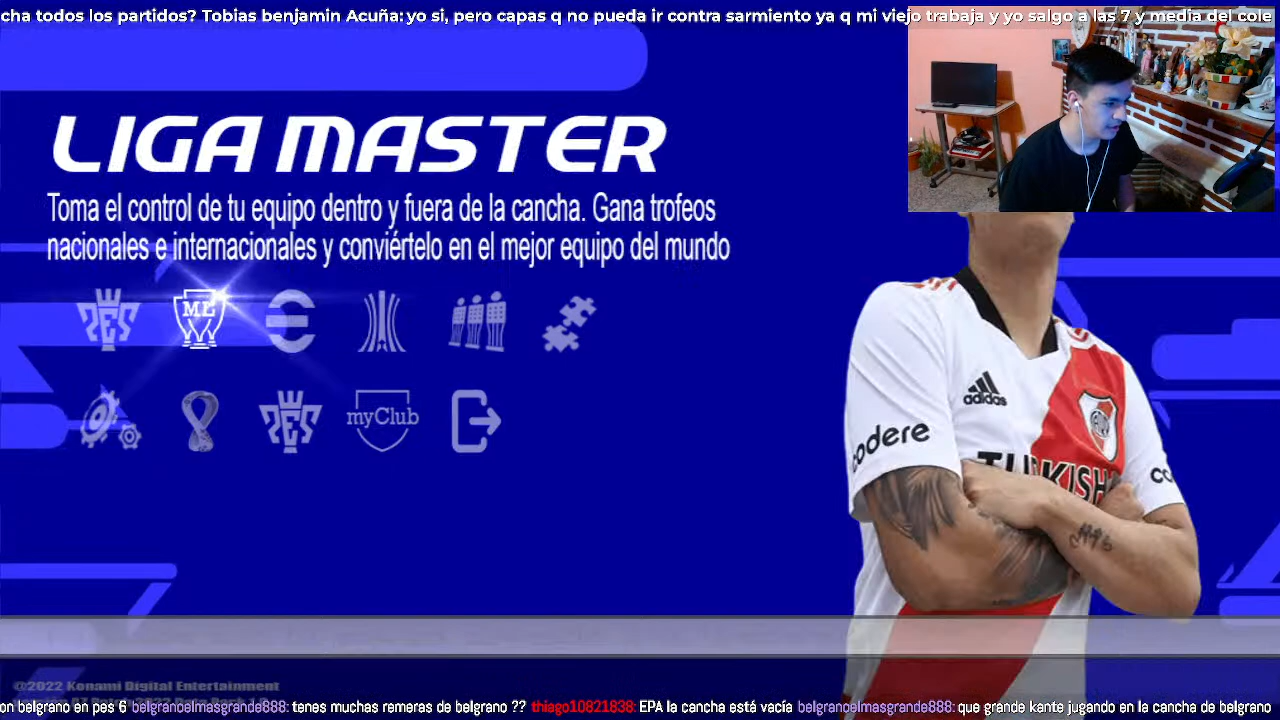 cha todos los partidos? Tobias benjamin Acuña: yo si, pero capas q no pueda ir contra sarmiento ya q mi viejo trabaja y yo salgo a las 7 y media del cole
LIGA MASTER
Toma el control de tu equipo dentro y fuera de la cancha. Gana trofeos
nacionales e internacionales y conviértelo en el mejor equipo del mundo
PES
ML
PES
myClub
adidas
codere
TURKISH
co
@2022 Konami Digital Entertainment
on belgrano en pes 6 belgranoelmasgrande888: tenes muchas remeras de belgrano ?? thiago10821838: EPA la cancha está vacía belgranoelmasgrande888: que grande kante jugando en la cancha de belgrano